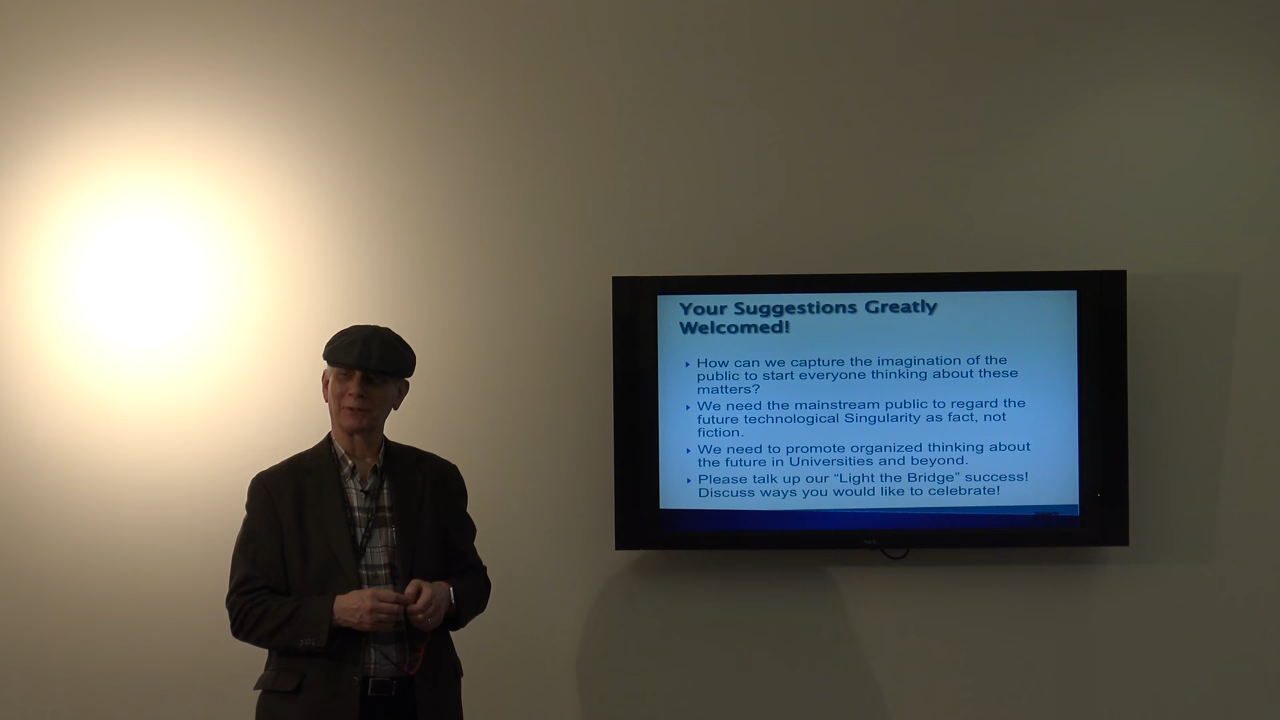 Your Suggestions Greatly
Welcomed!
How can we capture the imagination of the
public to start everyone thinking about these
matters?
We need the mainstream public to regard the
future technological Singularity as fact, not
fiction.
We need to promote organized thinking about
the future in Universities and beyond.
Please talk up our “Light the Bridge” success!
Discuss ways you would like to celebrate!